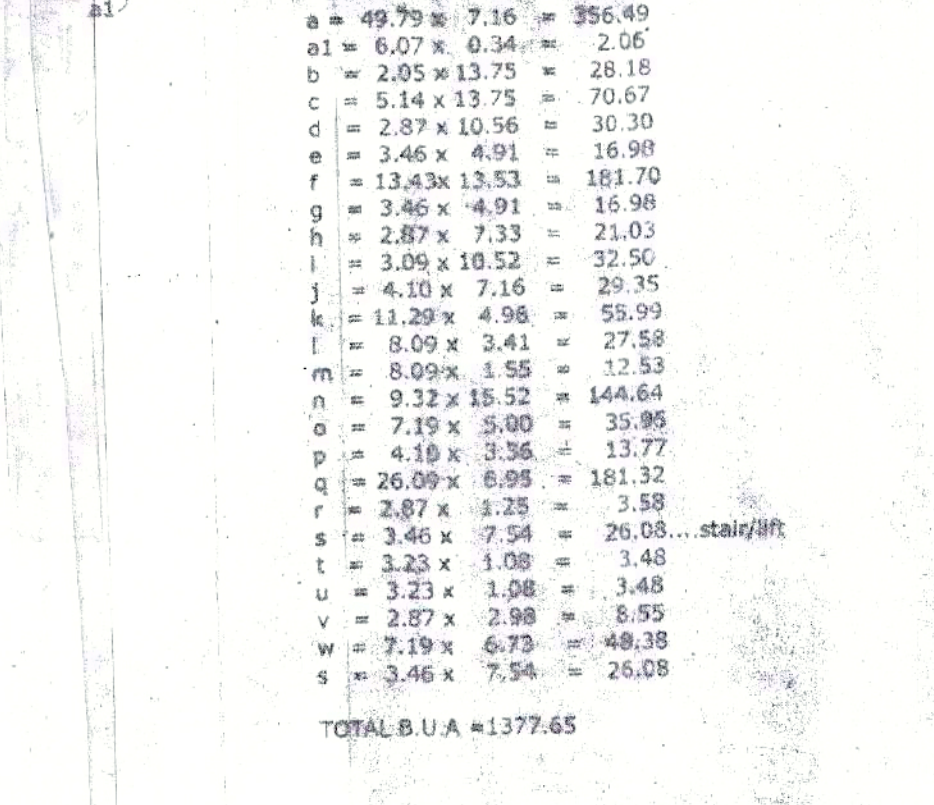 a1
a = 49.79 x 7.16 = 356.49
a1 = 6.07 x 0.34 = 2.06
b = 2.05 x 13.75 = 28.18
c = 5.14 x 13.75 = 70.67
d = 2.87 x 10.56 = 30.30
e = 3.46 x 4.91 = 16.98
f = 13.43x 13.53 = 181.70
g = 3.46 x 4.91 = 16.98
h = 2.87 x 7.33 = 21.03
i = 3.09 x 10.52 = 32.50
j = 4.10 x 7.16 = 29.35
k = 11.29 x 4.96 = 55.99
l = 8.09 x 3.41 = 27.58
m = 8.09 x 1.55 = 12.53
n = 9.32 x 15.52 = 144.64
o = 7.19 x 5.00 = 35.95
p = 4.10 x 3.36 = 13.77
q = 26.09 x 6.95 = 181.32
r = 2.87 x 1.25 = 3.58
s = 3.46 x 7.54 = 26.08....stair/lift
t = 3.23 x 1.08 = 3.48
u = 3.23 x 1.08 = 3.48
v = 2.87 x 2.98 = 8.55
w = 7.19 x 6.73 = 48.38
s = 3.46 x 7.54 = 26.08
TOTAL B.U.A =1377.65